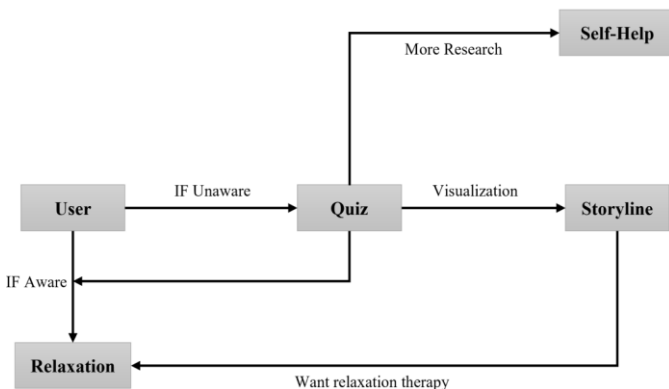 Self-Help
More Research
IF Unaware
Visualization
User
Quiz
Storyline
IF Aware
Relaxation
Want relaxation therapy